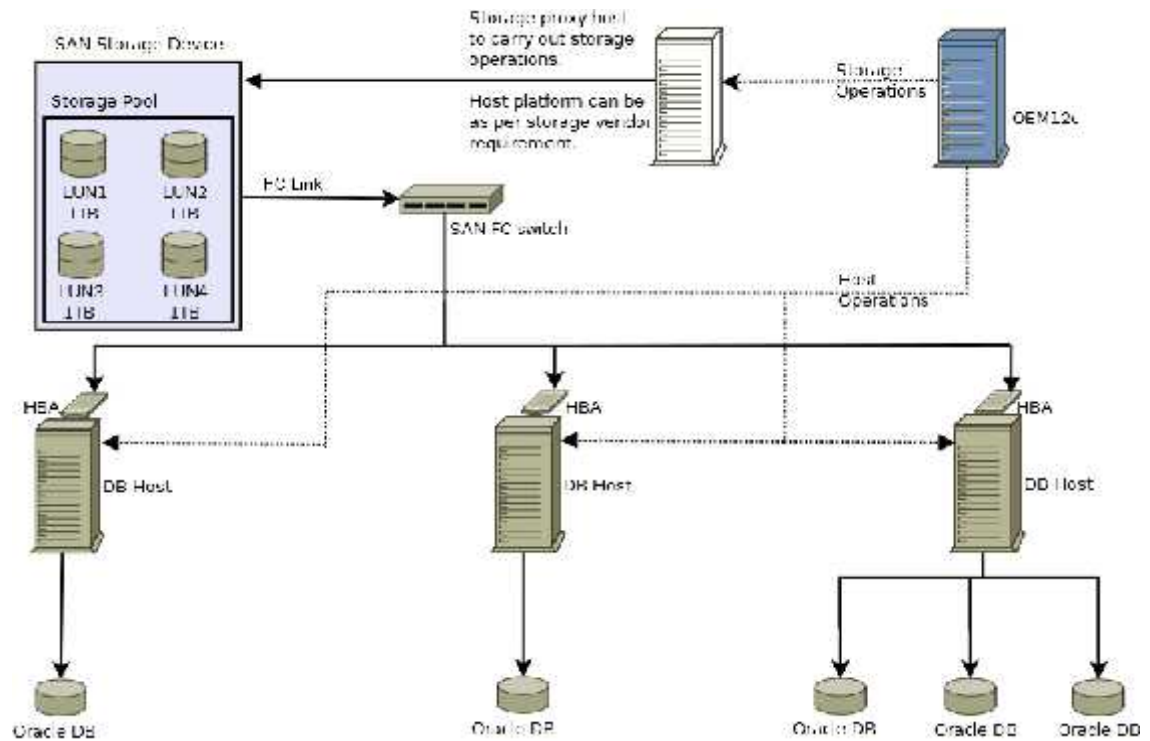 Storage proxy host
to carry out storage
operations.
SAN Storage Device
Storage
Operations
Storage Pool
Host platform can be
as per storage vendor
requirement.
OEM12c
LUN1
1TB
LUN2
1TB
FC Link
SAN FC switch
LUN3
1TB
LUN4
1TB
Host
Operations
HBA
HBA
HBA
DB Host
DB Host
DB Host
Oracle DB
Oracle DB
Oracle DB
Oracle DB
Oracle DB